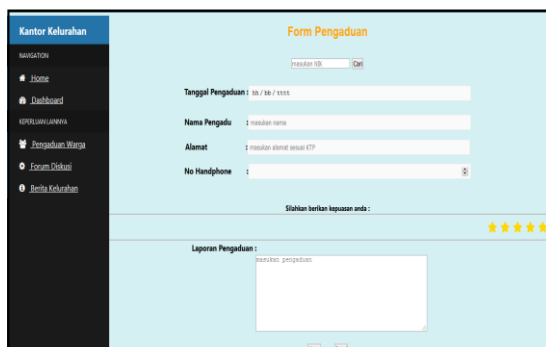 Kantor Kelurahan
NAVIGATION
Home
Dashboard
KEPERLUAN LAINNYA
Pengaduan Warga
Forum Diskusi
Berita Kelurahan
Form Pengaduan
masukan NIK Cari
Tanggal Pengaduan : hh / bb / tttt
Nama Pengadu : masukan nama
Alamat : masukan alamat sesuai KTP
No Handphone :
Silahkan berikan kepuasan anda :
Laporan Pengaduan :
masukan pengaduan